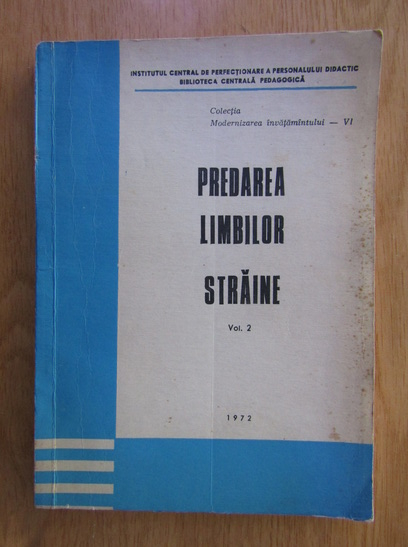 INSTITUTUL CENTRAL DE PERFECȚIONARE A PERSONALULUI DIDACTIC
BIBLIOTECA CENTRALĂ PEDAGOGICĂ
Colecția
Modernizarea învățămîntului — VI
PREDAREA
LIMBILOR
STRĂINE
Vol. 2
1972